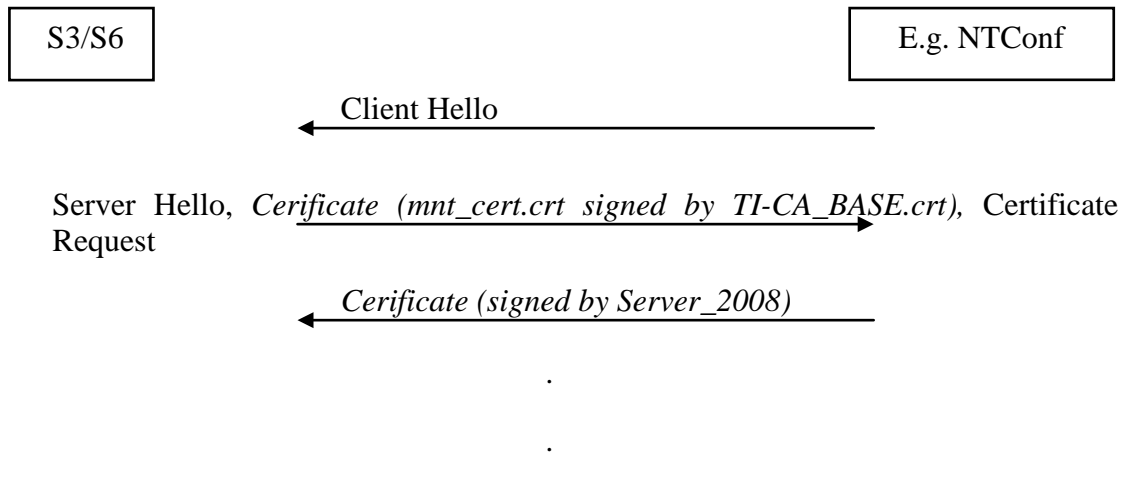 S3/S6
E.g. NTConf
Client Hello
Server Hello, Cerificate (mnt_cert.crt signed by TI-CA_BASE.crt), Certificate
Request
Cerificate (signed by Server_2008)
.
.